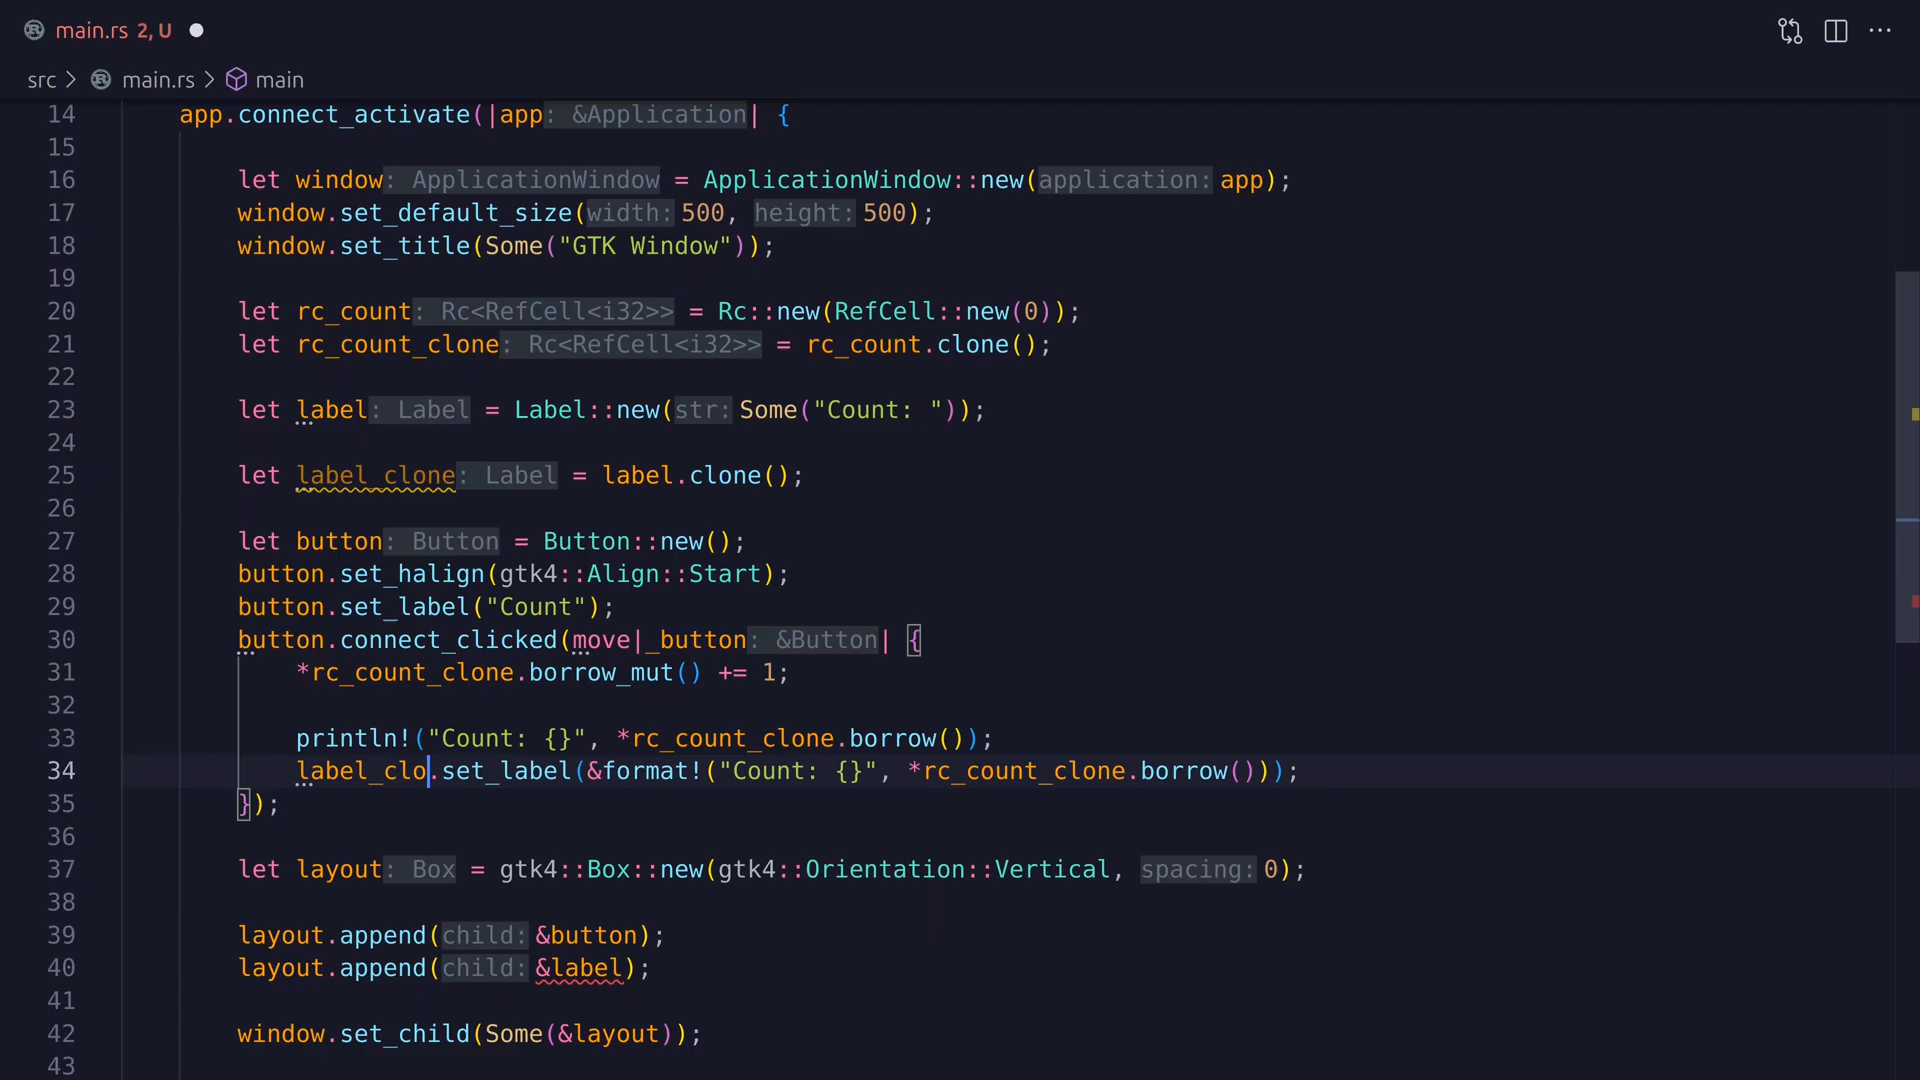 main.rs 2, U
src > main.rs > main
14 app.connect_activate(|app: &Application| {
15
16 let window: ApplicationWindow = ApplicationWindow::new(application: app);
17 window.set_default_size(width: 500, height: 500);
18 window.set_title(Some("GTK Window"));
19
20 let rc_count: Rc<RefCell<i32>> = Rc::new(RefCell::new(0));
21 let rc_count_clone: Rc<RefCell<i32>> = rc_count.clone();
22
23 let label: Label = Label::new(str: Some("Count: "));
24
25 let label_clone: Label = label.clone();
26
27 let button: Button = Button::new();
28 button.set_halign(gtk4::Align::Start);
29 button.set_label("Count");
30 button.connect_clicked(move|_button: &Button| {
31 *rc_count_clone.borrow_mut() += 1;
32
33 println!("Count: {}", *rc_count_clone.borrow());
34 label_clo.set_label(&format!("Count: {}", *rc_count_clone.borrow()));
35 });
36
37 let layout: Box = gtk4::Box::new(gtk4::Orientation::Vertical, spacing: 0);
38
39 layout.append(child: &button);
40 layout.append(child: &label);
41
42 window.set_child(Some(&layout));
43